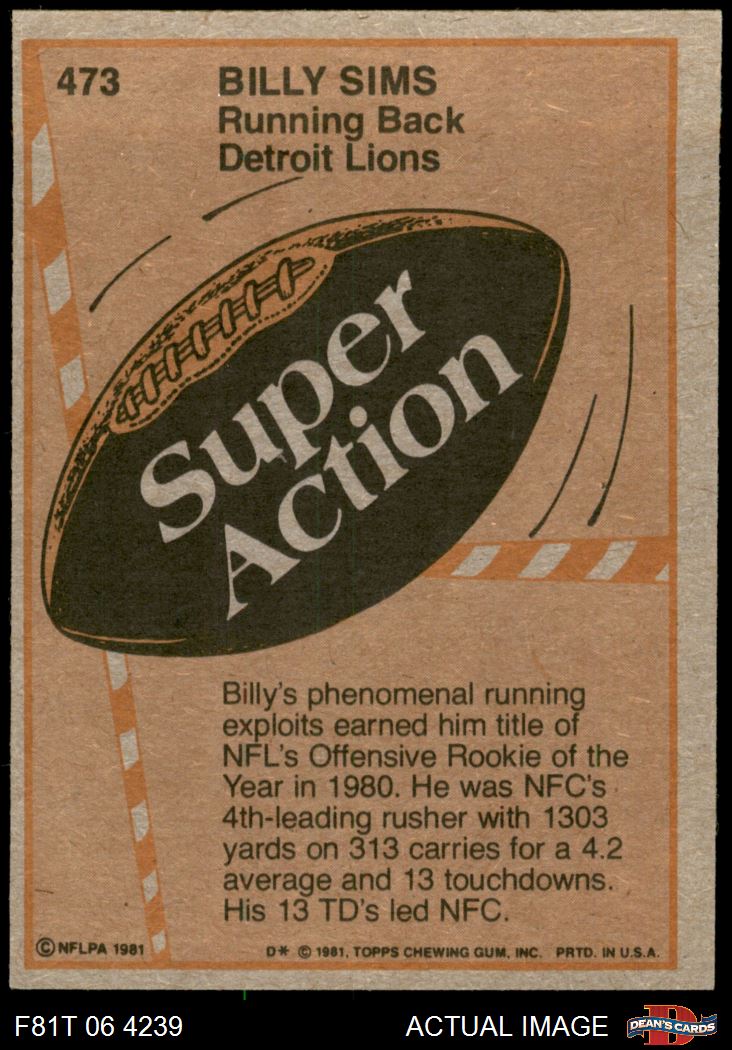 473
BILLY SIMS
Running Back
Detroit Lions
Super
Action
Billy's phenomenal running
exploits earned him title of
NFL's Offensive Rookie of the
Year in 1980. He was NFC's
4th-leading rusher with 1303
yards on 313 carries for a 4.2
average and 13 touchdowns.
His 13 TD's led NFC.
© NFLPA 1981
D* © 1981, TOPPS CHEWING GUM, INC. PRTD. IN U.S.A.
F81T 06 4239
ACTUAL IMAGE
D
DEAN'S CARDS